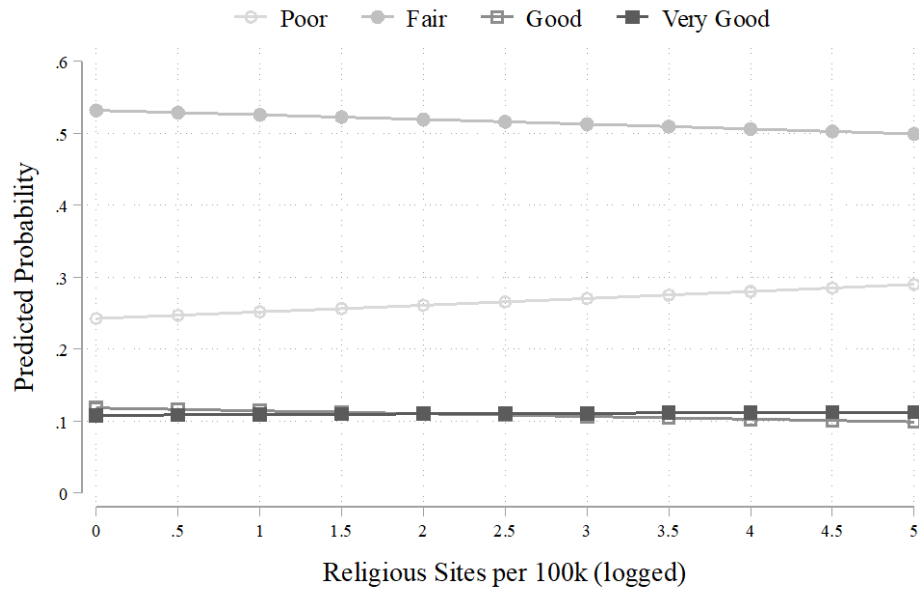 Poor Fair Good Very Good
.6
.5
.4
.3
.2
.1
0
Predicted Probability
0 .5 1 1.5 2 2.5 3 3.5 4 4.5 5
Religious Sites per 100k (logged)